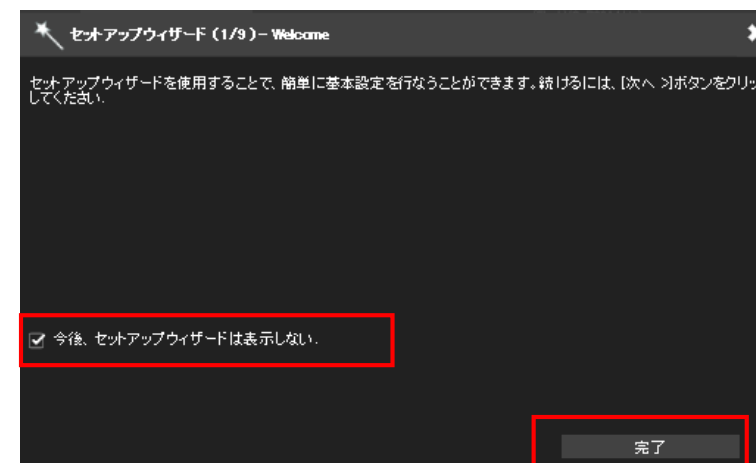 セットアップウィザード (1/9) - Welcome
セットアップウィザードを使用することで、簡単に基本設定を行なうことができます。続けるには、[次へ >]ボタンをクリッ
してください.
今後、セットアップウィザードは表示しない.
完了